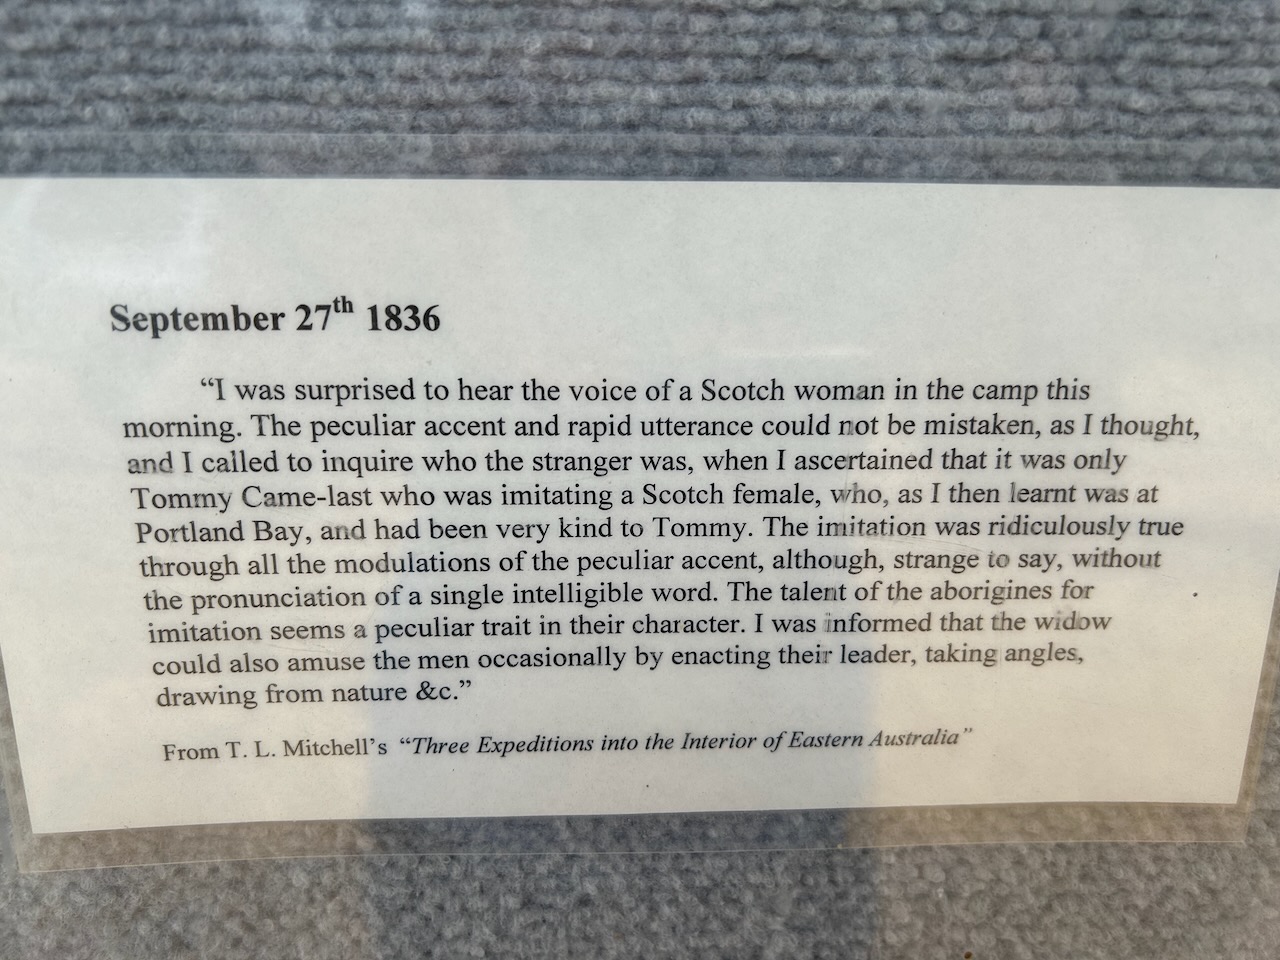 September 27th 1836
“I was surprised to hear the voice of a Scotch woman in the camp this
morning. The peculiar accent and rapid utterance could not be mistaken, as I thought,
and I called to inquire who the stranger was, when I ascertained that it was only
Tommy Came-last who was imitating a Scotch female, who, as I then learnt was at
Portland Bay, and had been very kind to Tommy. The imitation was ridiculously true
through all the modulations of the peculiar accent, although, strange to say, without
the pronunciation of a single intelligible word. The talent of the aborigines for
imitation seems a peculiar trait in their character. I was informed that the widow
could also amuse the men occasionally by enacting their leader, taking angles,
drawing from nature &c.”
From T. L. Mitchell’s “Three Expeditions into the Interior of Eastern Australia”